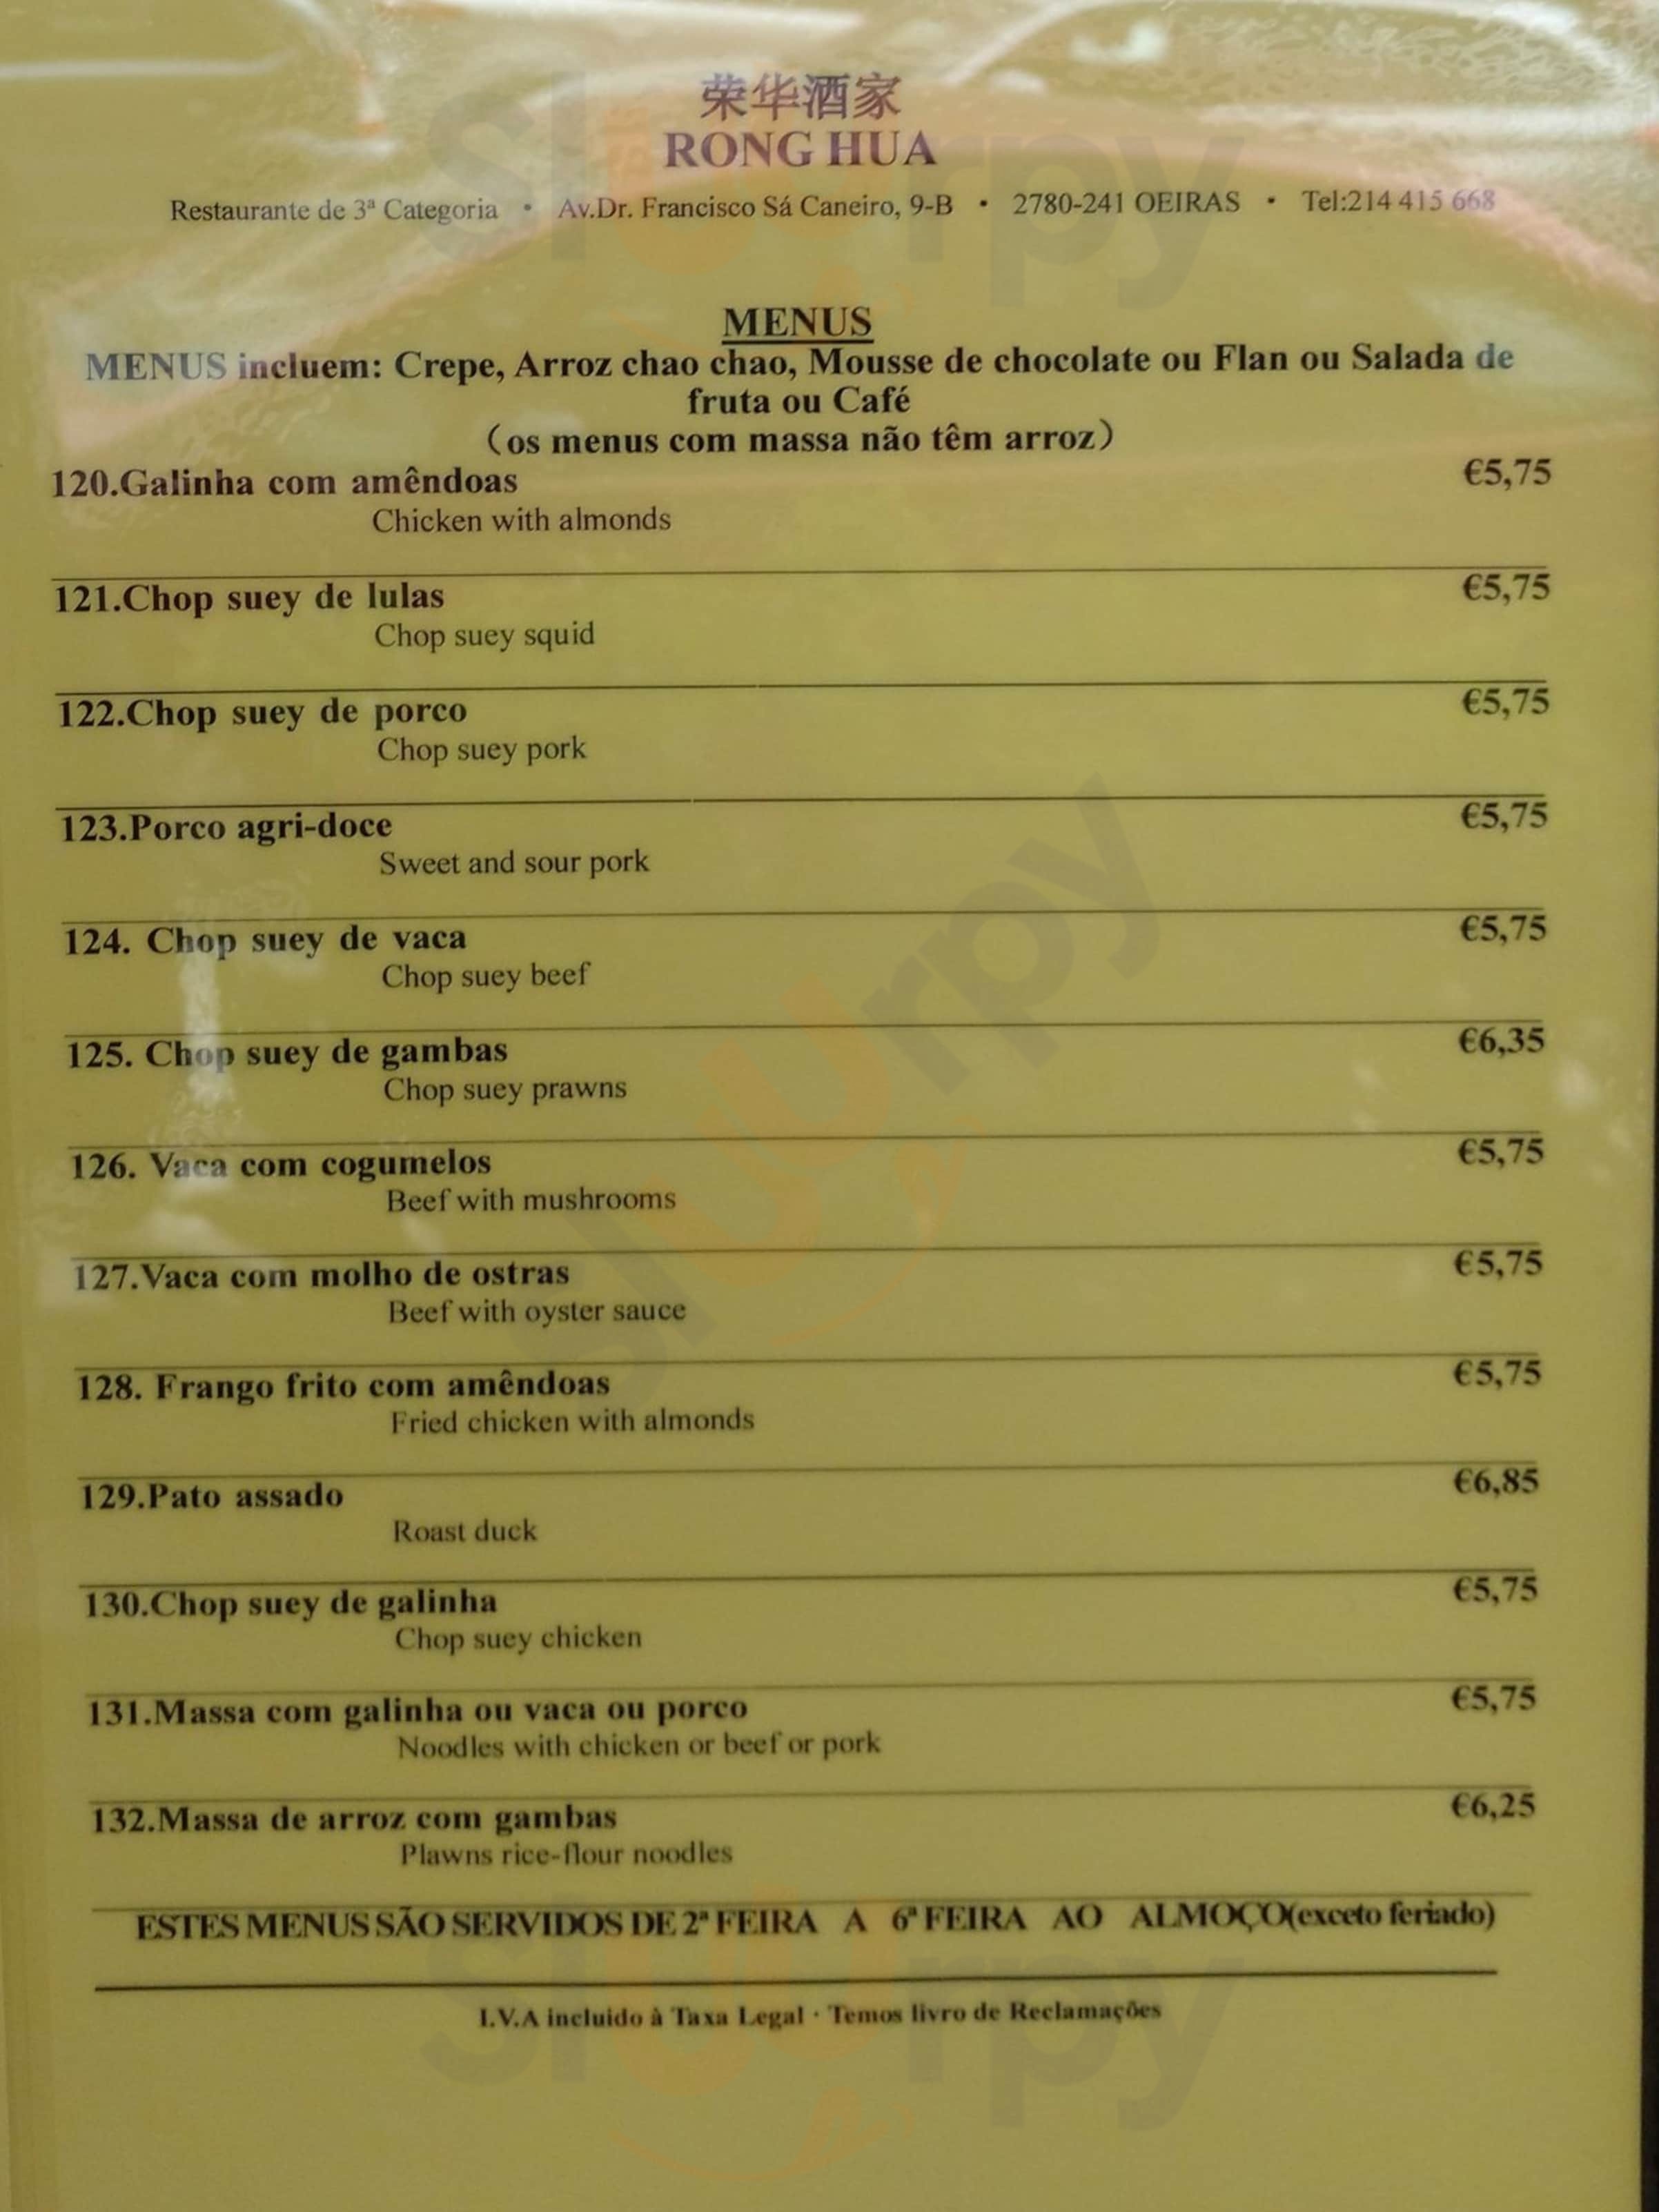 荣华酒家
RONG HUA
Restaurante de 3ª Categoria • Av.Dr. Francisco Sá Caneiro, 9-B • 2780-241 OEIRAS • Tel:214 415 668
MENUS
MENUS incluem: Crepe, Arroz chao chao, Mousse de chocolate ou Flan ou Salada de
fruta ou Café
(os menus com massa não têm arroz)
120.Galinha com amêndoas €5,75
Chicken with almonds
121.Chop suey de lulas €5,75
Chop suey squid
122.Chop suey de porco €5,75
Chop suey pork
123.Porco agri-doce €5,75
Sweet and sour pork
124. Chop suey de vaca €5,75
Chop suey beef
125. Chop suey de gambas €6,35
Chop suey prawns
126. Vaca com cogumelos €5,75
Beef with mushrooms
127.Vaca com molho de ostras €5,75
Beef with oyster sauce
128. Frango frito com amêndoas €5,75
Fried chicken with almonds
129.Pato assado €6,85
Roast duck
130.Chop suey de galinha €5,75
Chop suey chicken
131.Massa com galinha ou vaca ou porco €5,75
Noodles with chicken or beef or pork
132.Massa de arroz com gambas €6,25
Plawns rice-flour noodles
ESTES MENUS SÃO SERVIDOS DE 2ª FEIRA A 6ª FEIRA AO ALMOÇO(exceto feriado)
I.V.A incluido à Taxa Legal · Temos livro de Reclamações
slurpy
slurpy
slurpy